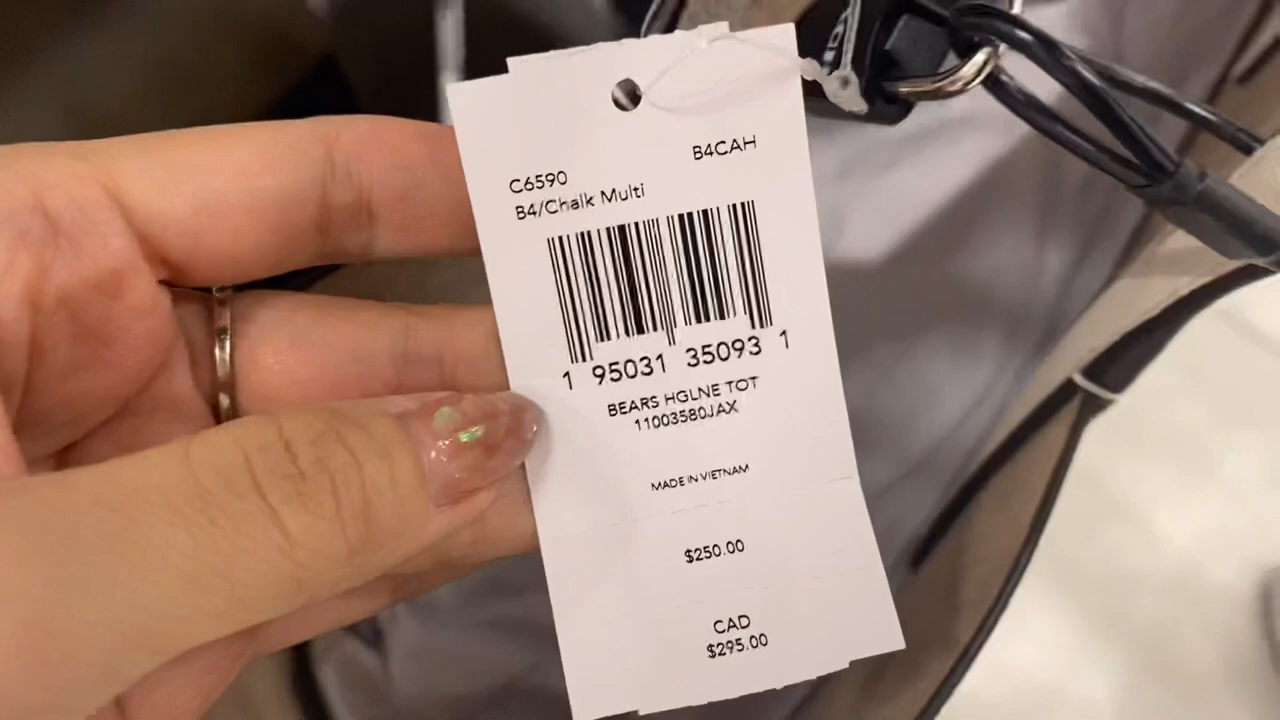 B4CAH
C6590
B4/Chalk Multi
1 95031 35093 1
BEARS HGLNE TOT
11003580JAX
MADE IN VIETNAM
$250.00
CAD
$295.00